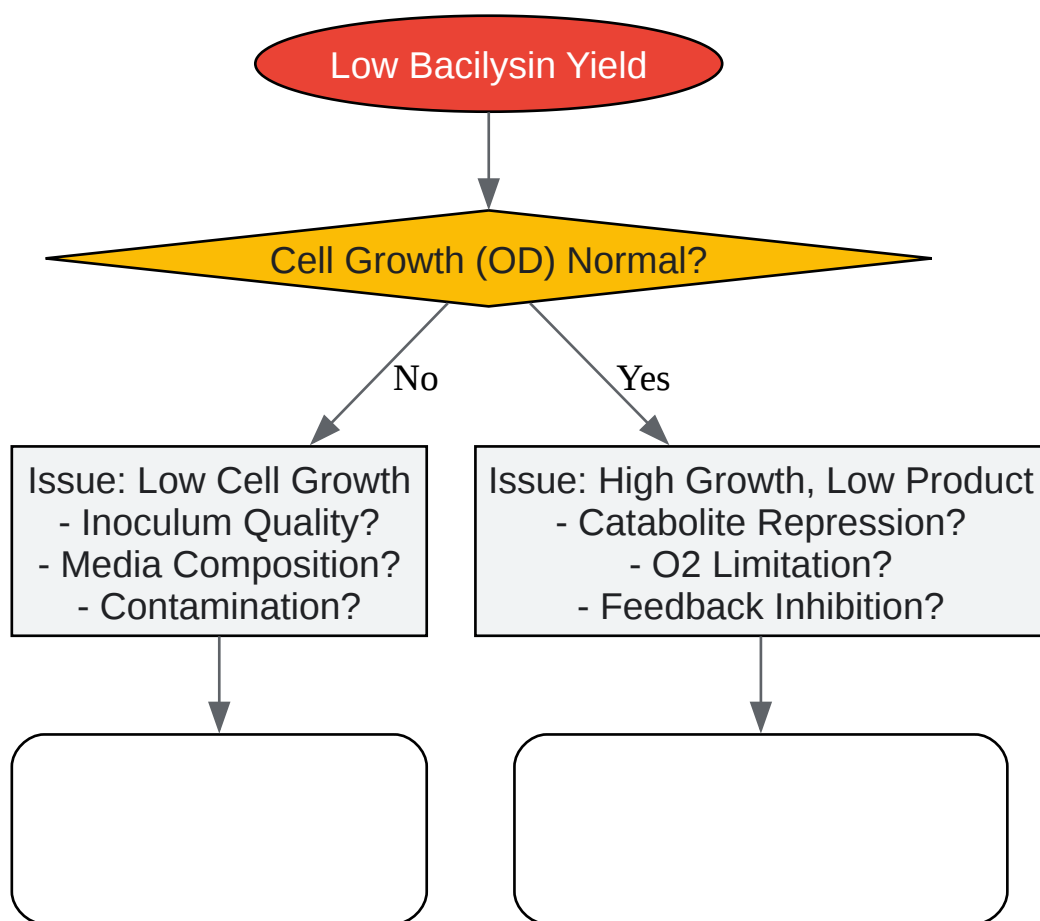 Low Bacilysin Yield
Cell Growth (OD) Normal?
No
Yes
Issue: Low Cell Growth
- Inoculum Quality?
- Media Composition?
- Contamination?
Issue: High Growth, Low Product
- Catabolite Repression?
- O2 Limitation?
- Feedback Inhibition?